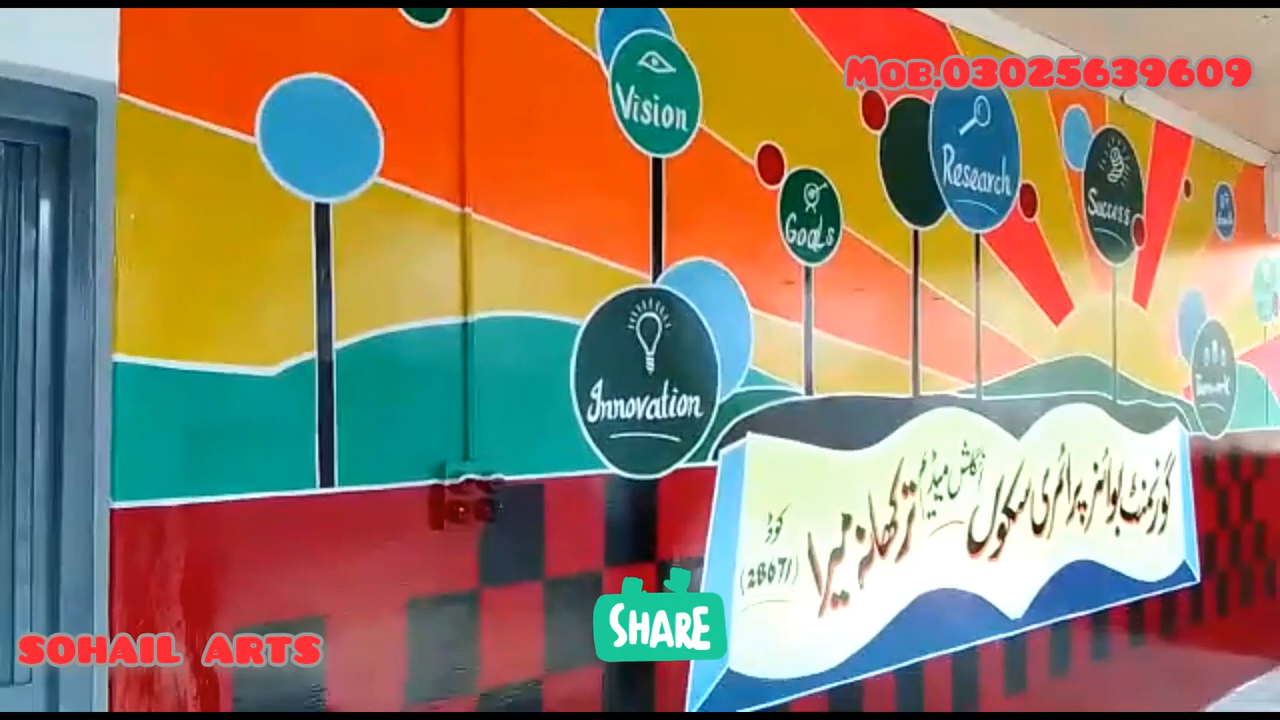 Mob.03025639609
Vision
Research
Success
Goals
Innovation
Teamwork
گورنمنٹ بوائز پرائمری سکول
انگلش میڈیم
ترکھانہ میرا
کوڈ
(28671)
SHARE
SOHAIL ARTS